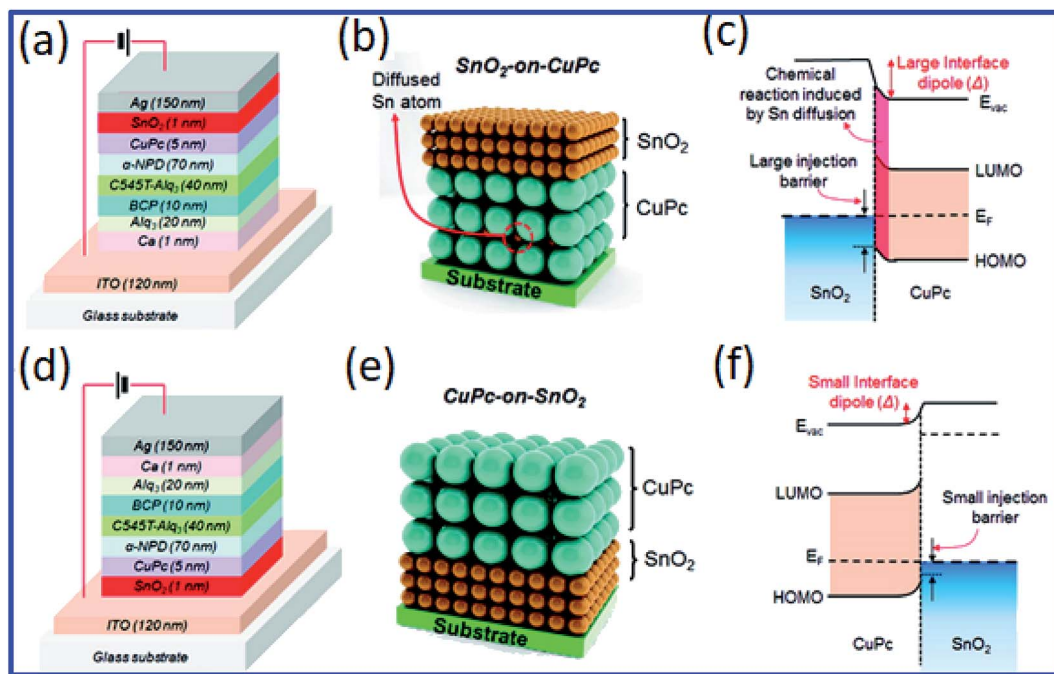 (a)
Ag (150 nm)
SnO₂ (1 nm)
CuPc (5 nm)
α-NPD (70 nm)
C545T-Alq₃ (40 nm)
BCP (10 nm)
Alq₃ (20 nm)
Ca (1 nm)
ITO (120 nm)
Glass substrate
(b)
SnO₂-on-CuPc
Diffused
Sn atom
SnO₂
CuPc
Substrate
(c)
Chemical
reaction induced
by Sn diffusion
Large Interface
dipole (Δ)
E_vac
Large injection
barrier
LUMO
E_F
HOMO
SnO₂
CuPc
(d)
Ag (150 nm)
Ca (1 nm)
Alq₃ (20 nm)
BCP (10 nm)
C545T-Alq₃ (40 nm)
α-NPD (70 nm)
CuPc (5 nm)
SnO₂ (1 nm)
ITO (120 nm)
Glass substrate
(e)
CuPc-on-SnO₂
CuPc
SnO₂
Substrate
(f)
Small Interface
dipole (Δ)
E_vac
LUMO
Small injection
barrier
E_F
HOMO
CuPc
SnO₂